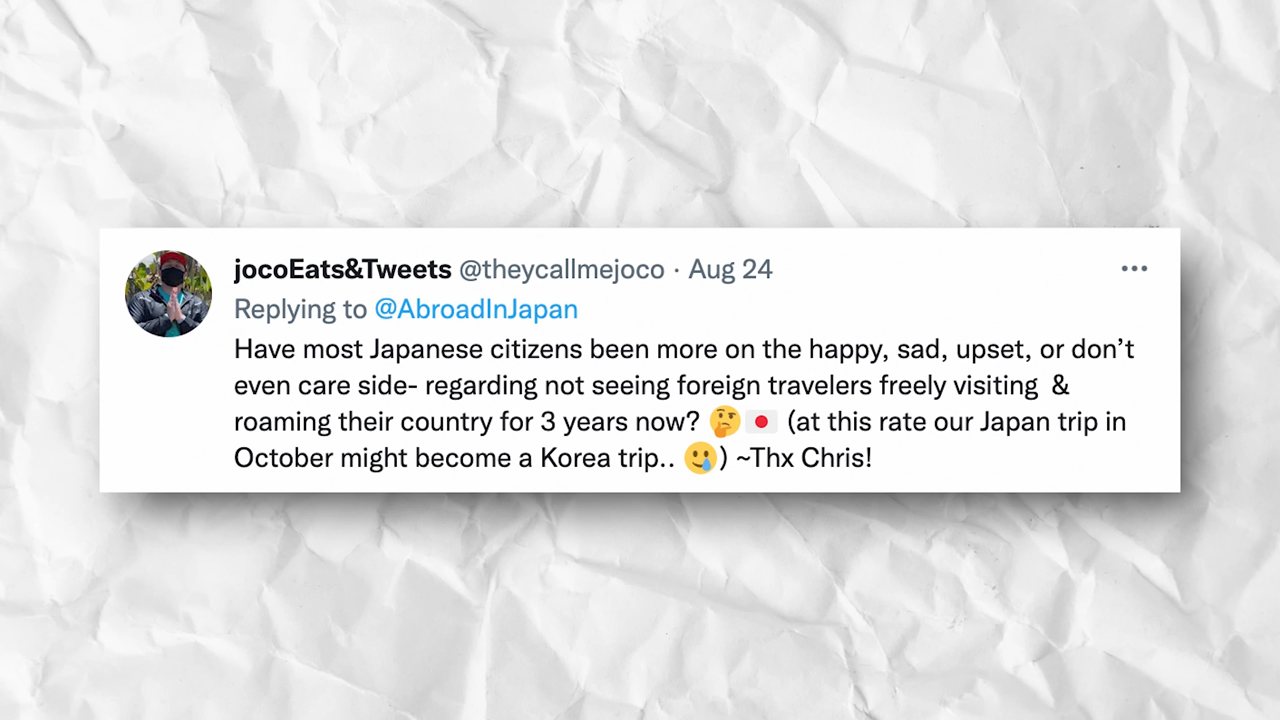 jocoEats&Tweets @theycallmejoco · Aug 24
Replying to @AbroadInJapan
Have most Japanese citizens been more on the happy, sad, upset, or don’t
even care side- regarding not seeing foreign travelers freely visiting &
roaming their country for 3 years now? 🤔🇯🇵 (at this rate our Japan trip in
October might become a Korea trip.. 🥲) ~Thx Chris!